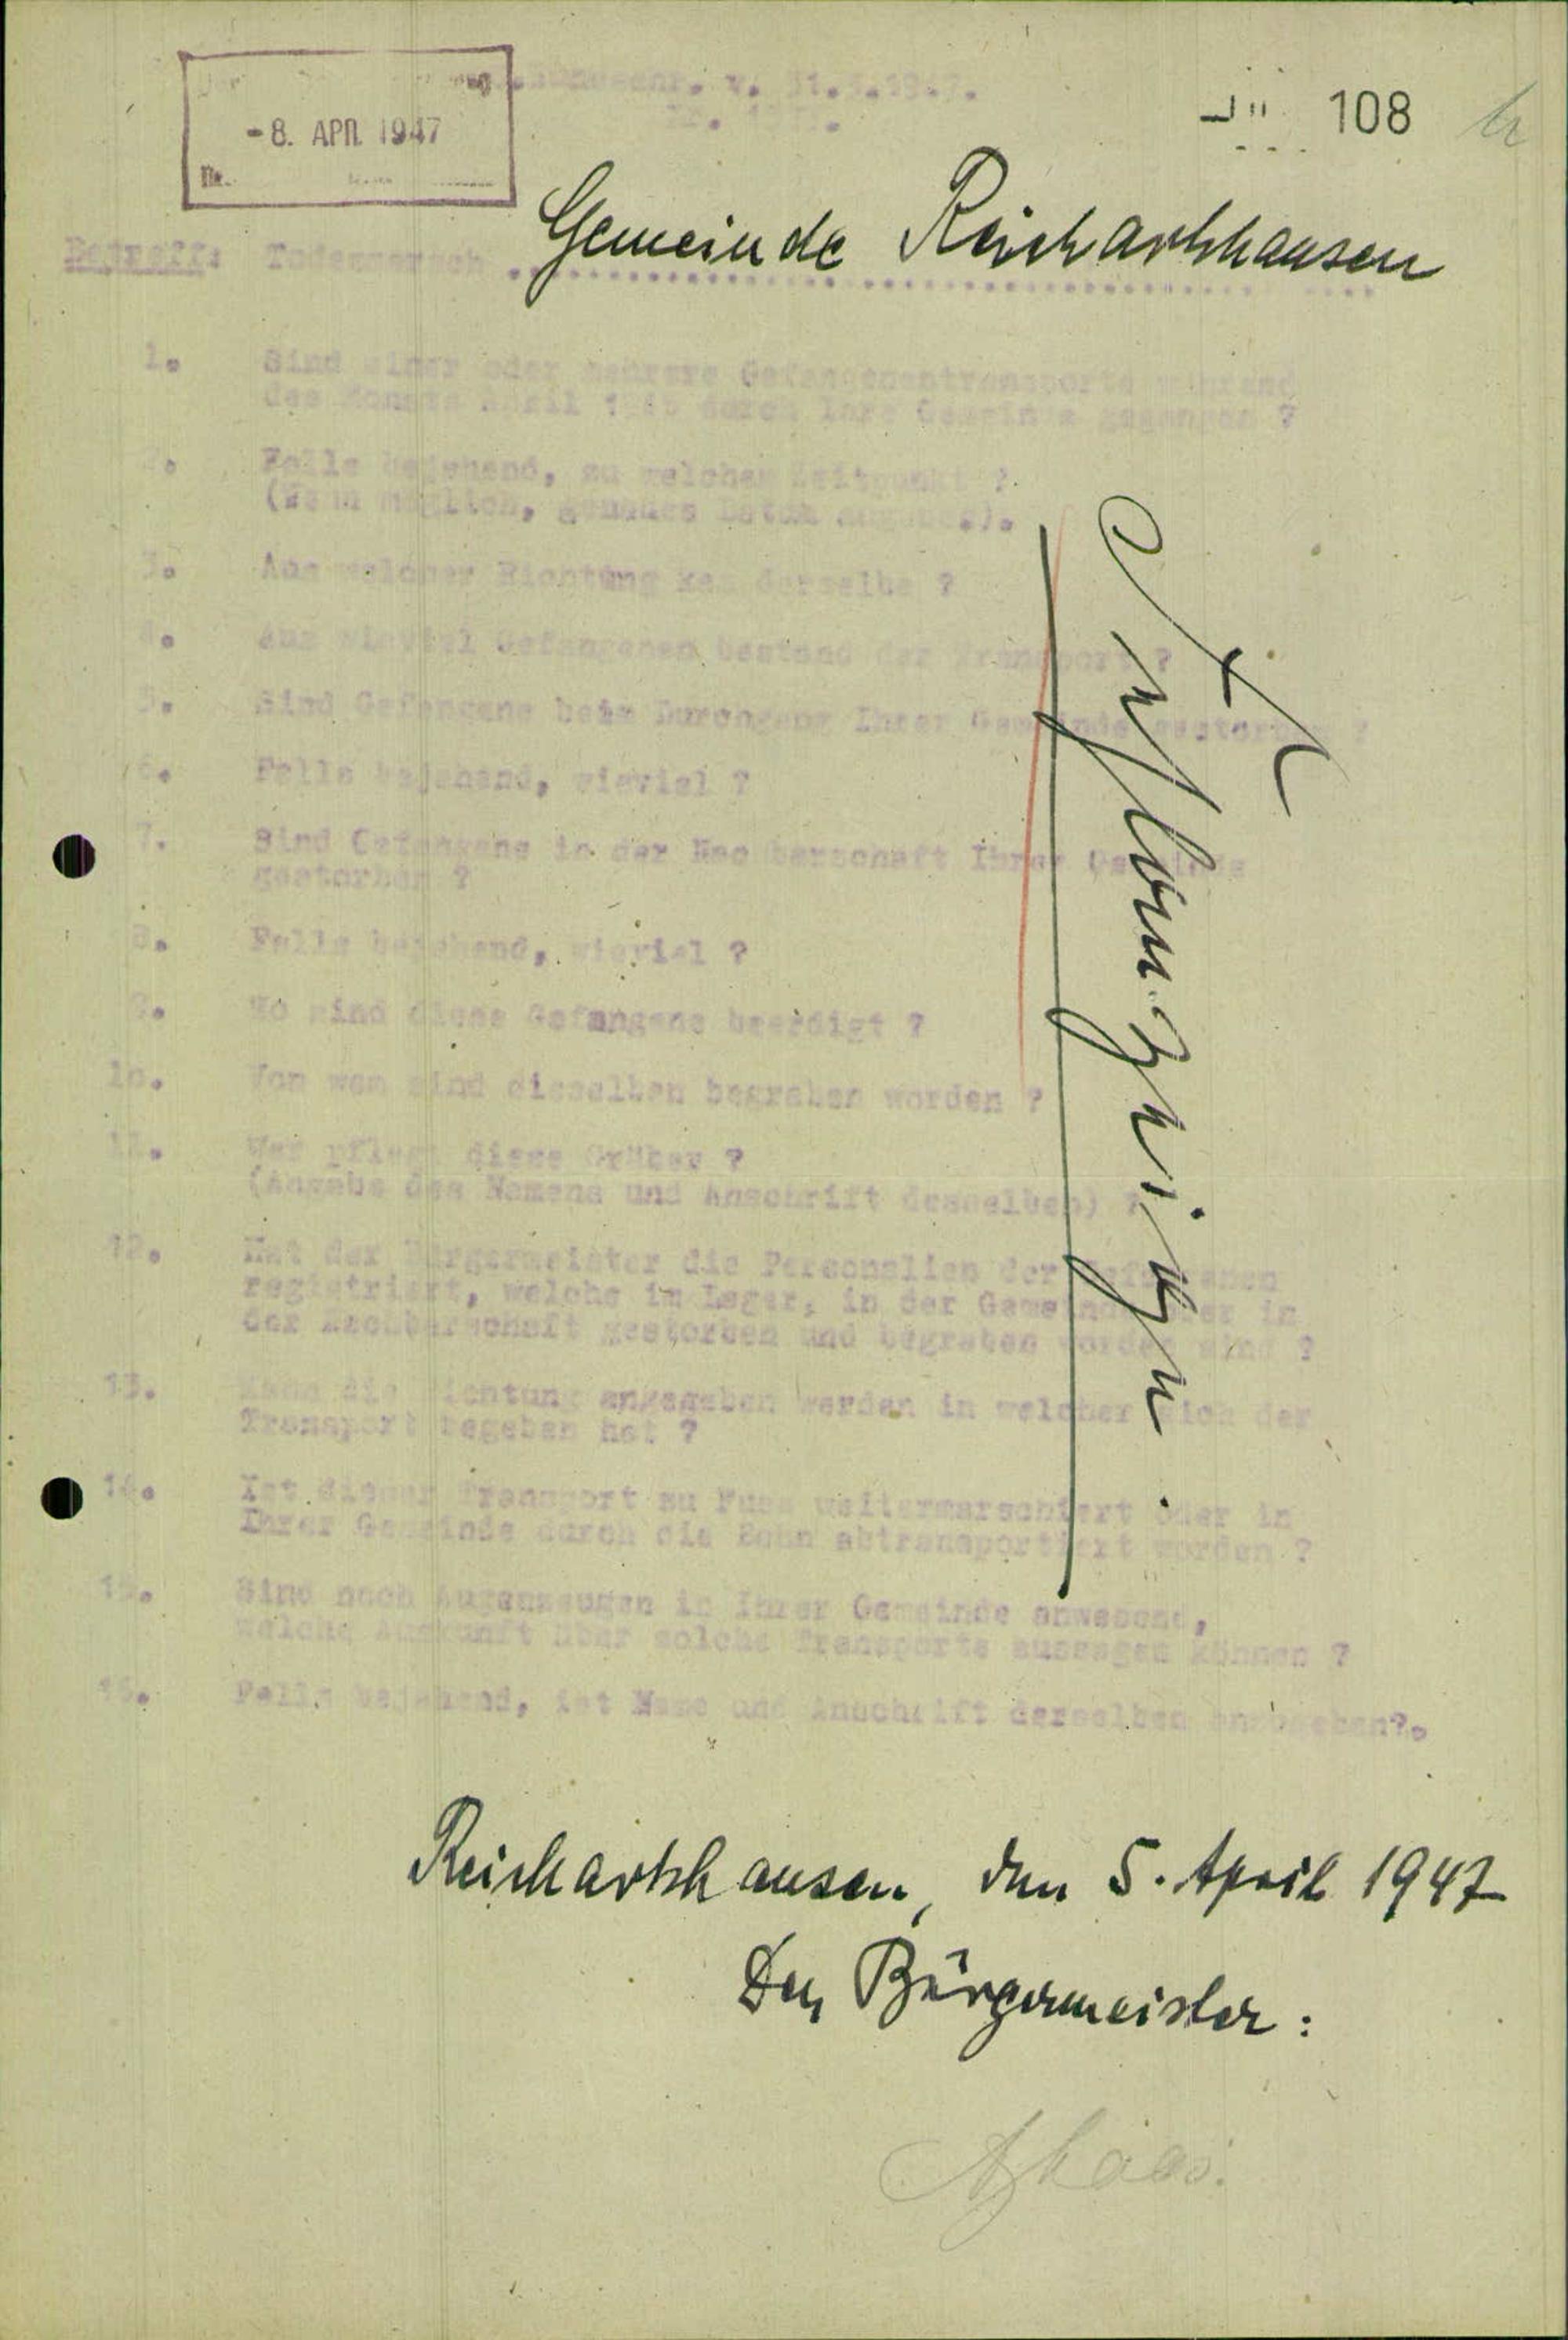 -8. APR. 1947
Nr.
108
Gemeinde Reichartshausen
Betreff: Todesmarsch
1. Sind einer oder mehrere Gefangenentransporte während
des Monats April 1945 durch Ihre Gemeinde gegangen ?
2. Falls bejahend, zu welchem Zeitpunkt ?
(Wenn möglich, genaues Datum angeben).
3. Aus welcher Richtung kam derselbe ?
4. Aus wieviel Gefangenen bestand der Transport ?
5. Sind Gefangene beim Durchgang Ihrer Gemeinde gestorben ?
6. Falls bejahend, wieviel ?
7. Sind Gefangene in der Nachbarschaft Ihrer Gemeinde
gestorben ?
8. Falls bejahend, wieviel ?
9. Wo sind diese Gefangene beerdigt ?
10. Von wem sind dieselben begraben worden ?
11. Wer pflegt diese Gräber ?
(Angabe des Namens und Anschrift desselben) ?
12. Hat der Bürgermeister die Personalien der Gefangenen
registriert, welche im Lager, in der Gemeinde oder in
der Nachbarschaft gestorben und begraben worden sind ?
13. Kann die Richtung angegeben werden in welcher sich der
Transport begeben hat ?
14. Ist dieser Transport zu Fuss weitermarschiert oder in
Ihrer Gemeinde durch die Bahn abtransportiert worden ?
15. Sind noch Augenzeugen in Ihrer Gemeinde anwesend,
welche Auskunft über solche Transporte aussagen können ?
16. Falls bejahend, ist Name und Anschrift derselben anzugeben?.
Fehlanzeige.
Reichartshausen, den 5. April 1947
Der Bürgermeister: